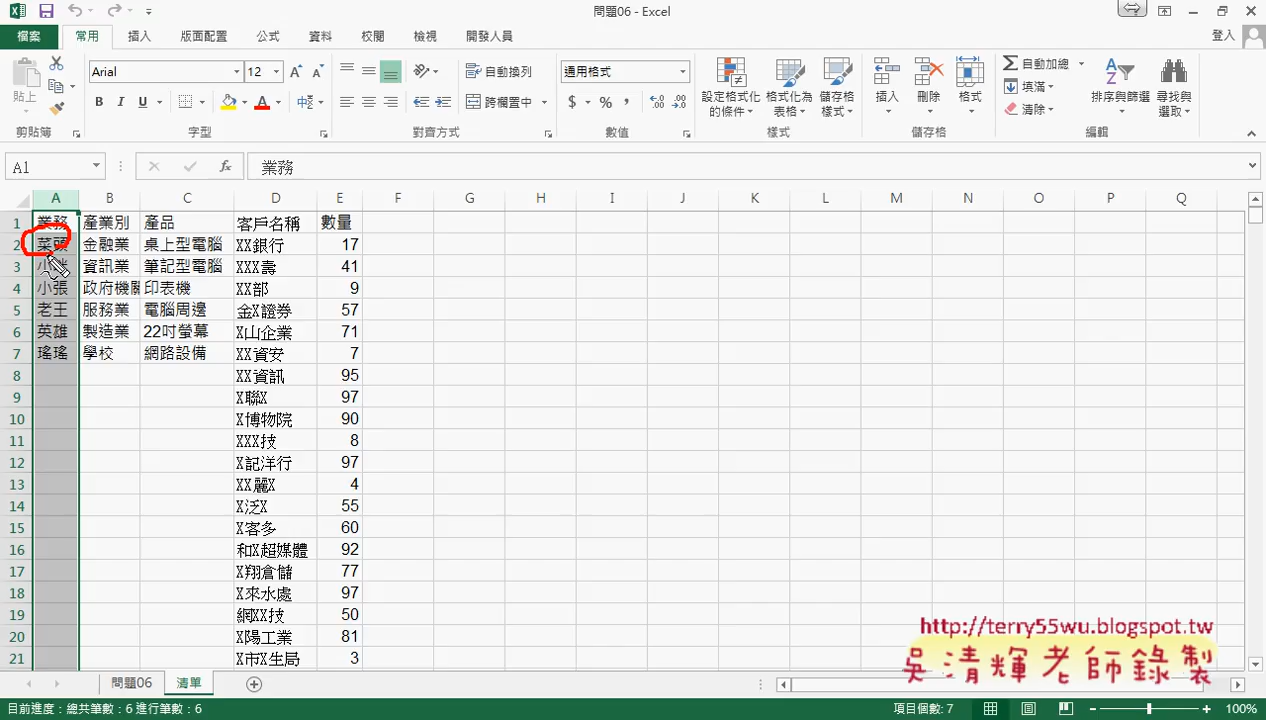 問題06 - Excel
檔案 常用 插入 版面配置 公式 資料 校閱 檢視 開發人員 登入
貼上 Arial 12 自動換列 通用格式 設定格式化的條件 格式化為表格 儲存格樣式 插入 刪除 格式 自動加總 填滿 清除 排序與篩選 尋找與選取
B I U 中 跨欄置中 $ % ,
剪貼簿 字型 對齊方式 數值 樣式 儲存格 編輯
A1 fx 業務
A B C D E F G H I J K L M N O P Q
1 業務 產業別 產品 客戶名稱 數量
2 菜頭 金融業 桌上型電腦 XX銀行 17
3 資訊業 筆記型電腦 XXX壽 41
4 小張 政府機關 印表機 XX部 9
5 老王 服務業 電腦周邊 金X證券 57
6 英雄 製造業 22吋螢幕 X山企業 71
7 瑤瑤 學校 網路設備 XX資安 7
8 XX資訊 95
9 X聯X 97
10 X博物院 90
11 XXX技 8
12 X記洋行 97
13 XX麗X 4
14 X泛X 55
15 X客多 60
16 和X超媒體 92
17 X翔倉儲 77
18 X來水處 97
19 網XX技 50
20 X陽工業 81
21 X市X生局 3
http://terry55wu.blogspot.tw
吳清輝老師錄製
問題06 清單
目前進度：總共筆數：6 進行筆數：6 項目個數: 7 100%